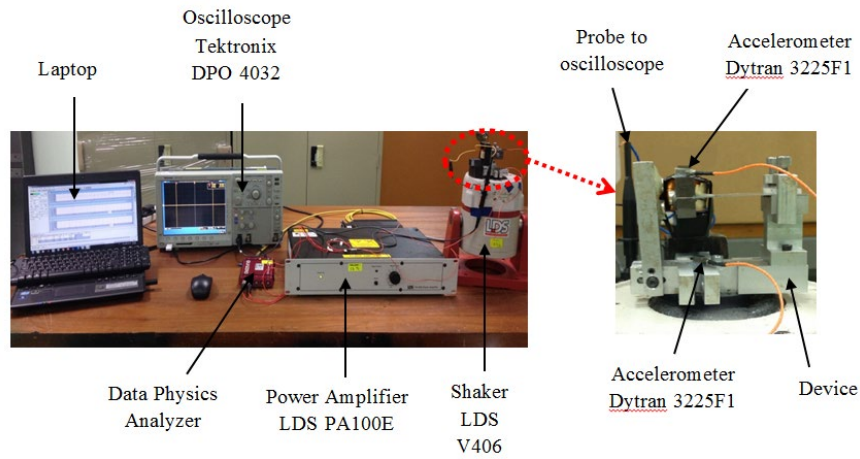 Laptop
Oscilloscope
Tektronix
DPO 4032
Probe to
oscilloscope
Accelerometer
Dytran 3225F1
LDS
Data Physics
Analyzer
Power Amplifier
LDS PA100E
Shaker
LDS
V406
Accelerometer
Dytran 3225F1
Device